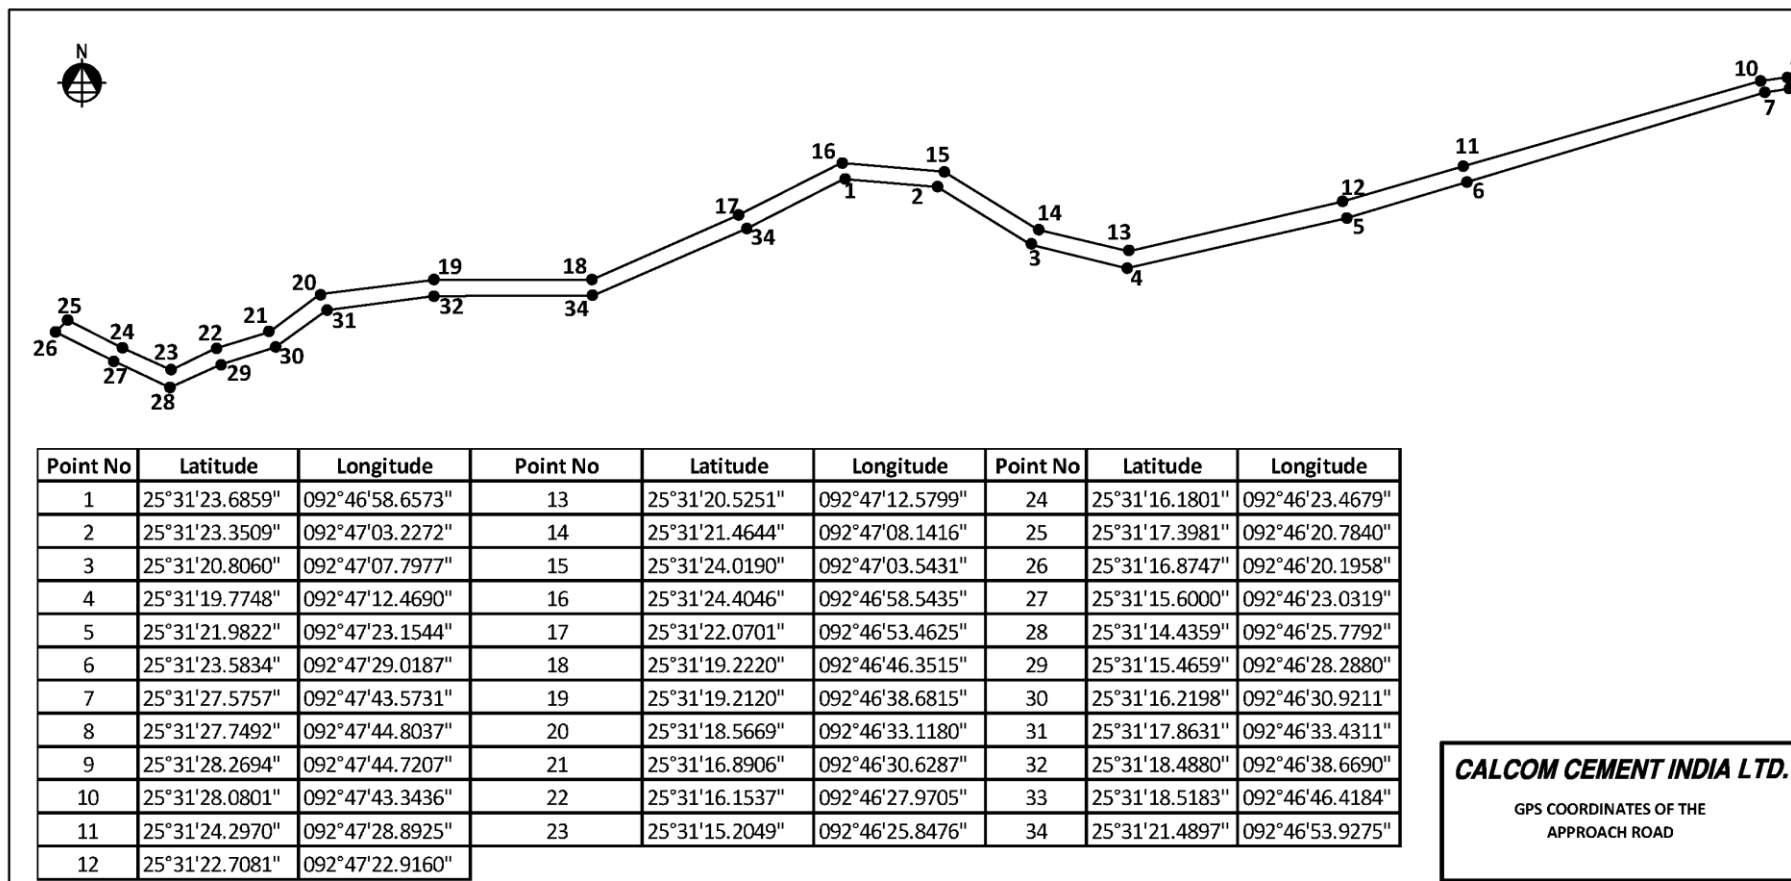 N
10
7
11
6
12
5
16
15
1
2
17
34
14
13
3
4
20
19
18
34
32
31
25
21
24
22
23
26
27
30
29
28
Point No Latitude Longitude Point No Latitude Longitude Point No Latitude Longitude
1 25°31'23.6859" 092°46'58.6573" 13 25°31'20.5251" 092°47'12.5799" 24 25°31'16.1801" 092°46'23.4679"
2 25°31'23.3509" 092°47'03.2272" 14 25°31'21.4644" 092°47'08.1416" 25 25°31'17.3981" 092°46'20.7840"
3 25°31'20.8060" 092°47'07.7977" 15 25°31'24.0190" 092°47'03.5431" 26 25°31'16.8747" 092°46'20.1958"
4 25°31'19.7748" 092°47'12.4690" 16 25°31'24.4046" 092°46'58.5435" 27 25°31'15.6000" 092°46'23.0319"
5 25°31'21.9822" 092°47'23.1544" 17 25°31'22.0701" 092°46'53.4625" 28 25°31'14.4359" 092°46'25.7792"
6 25°31'23.5834" 092°47'29.0187" 18 25°31'19.2220" 092°46'46.3515" 29 25°31'15.4659" 092°46'28.2880"
7 25°31'27.5757" 092°47'43.5731" 19 25°31'19.2120" 092°46'38.6815" 30 25°31'16.2198" 092°46'30.9211"
8 25°31'27.7492" 092°47'44.8037" 20 25°31'18.5669" 092°46'33.1180" 31 25°31'17.8631" 092°46'33.4311"
9 25°31'28.2694" 092°47'44.7207" 21 25°31'16.8906" 092°46'30.6287" 32 25°31'18.4880" 092°46'38.6690"
10 25°31'28.0801" 092°47'43.3436" 22 25°31'16.1537" 092°46'27.9705" 33 25°31'18.5183" 092°46'46.4184"
11 25°31'24.2970" 092°47'28.8925" 23 25°31'15.2049" 092°46'25.8476" 34 25°31'21.4897" 092°46'53.9275"
12 25°31'22.7081" 092°47'22.9160"
CALCOM CEMENT INDIA LTD.
GPS COORDINATES OF THE
APPROACH ROAD